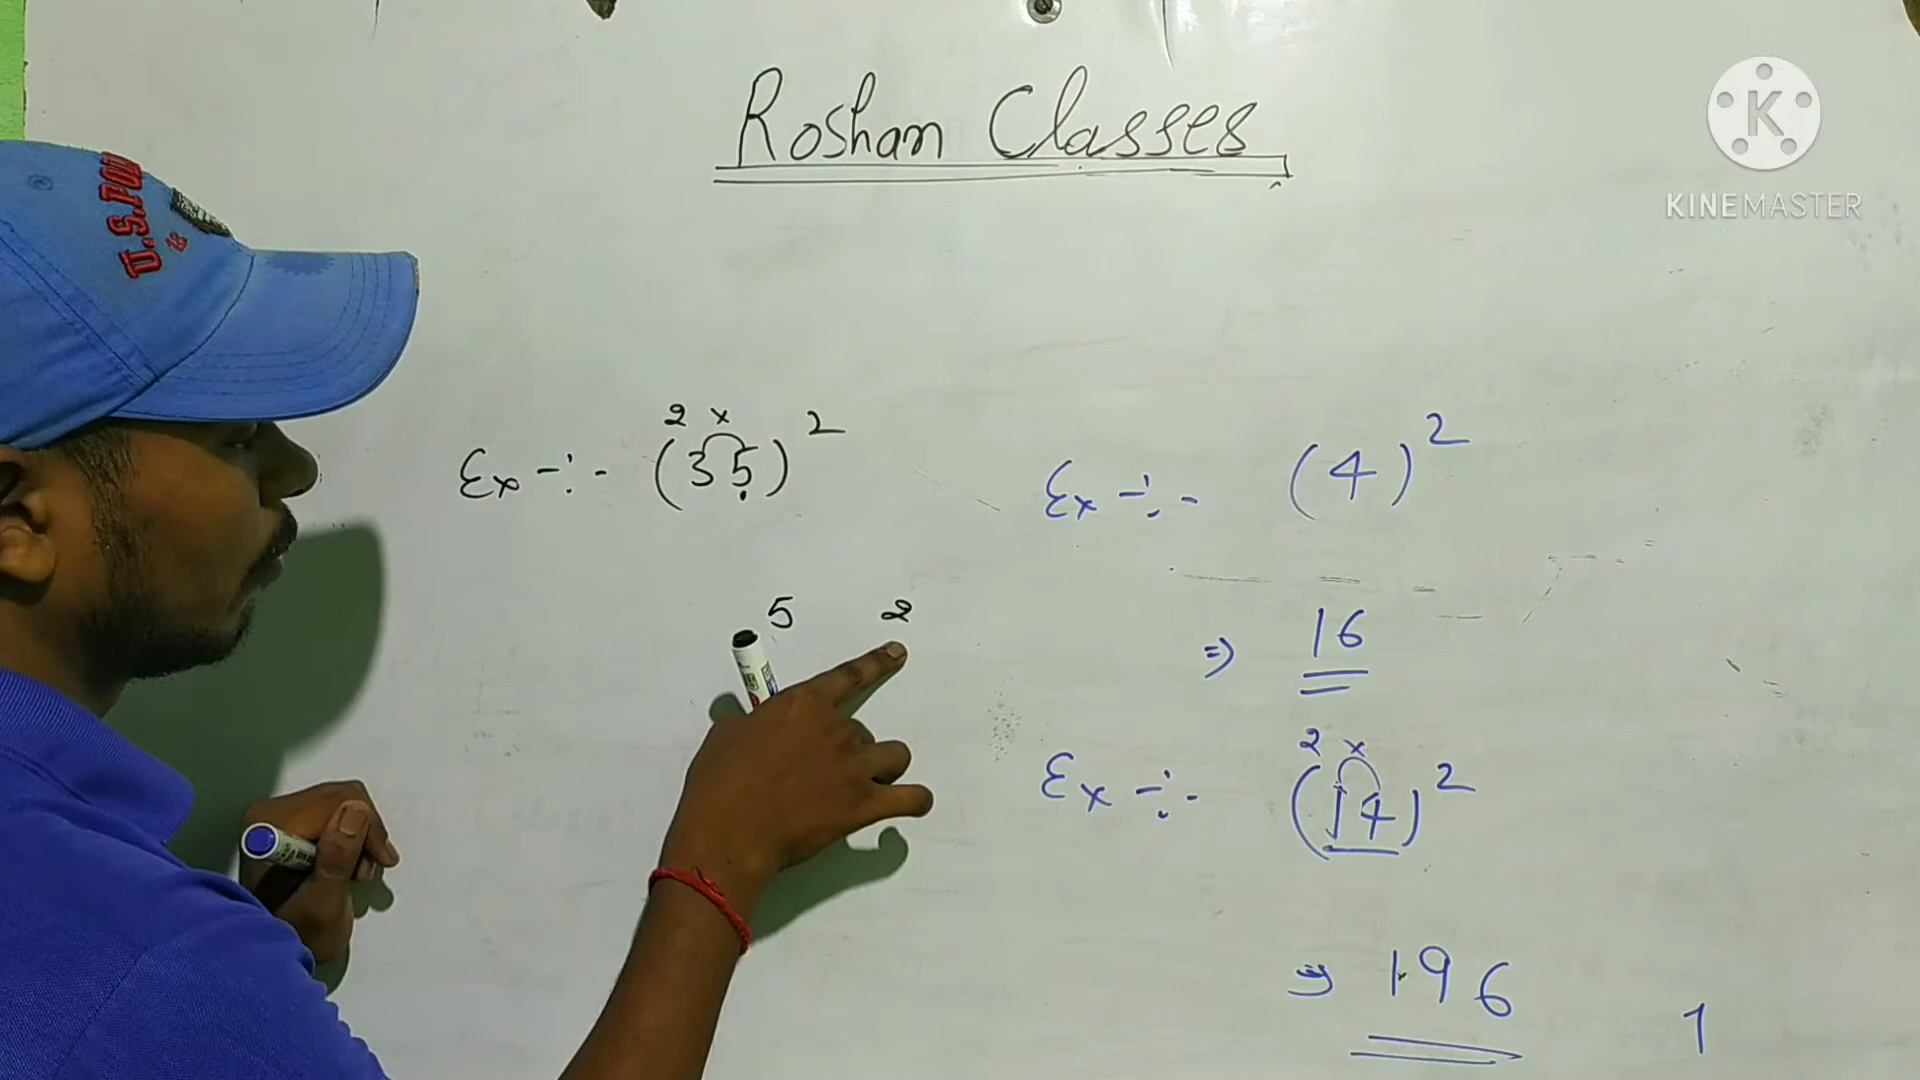 Roshan Classes
K
KINEMASTER
U.S.POLO
2 x
Ex -:- (35)²
5 2
Ex -:- (4)²
⇒ 16
2 x
Ex -:- (14)²
⇒ 196
1